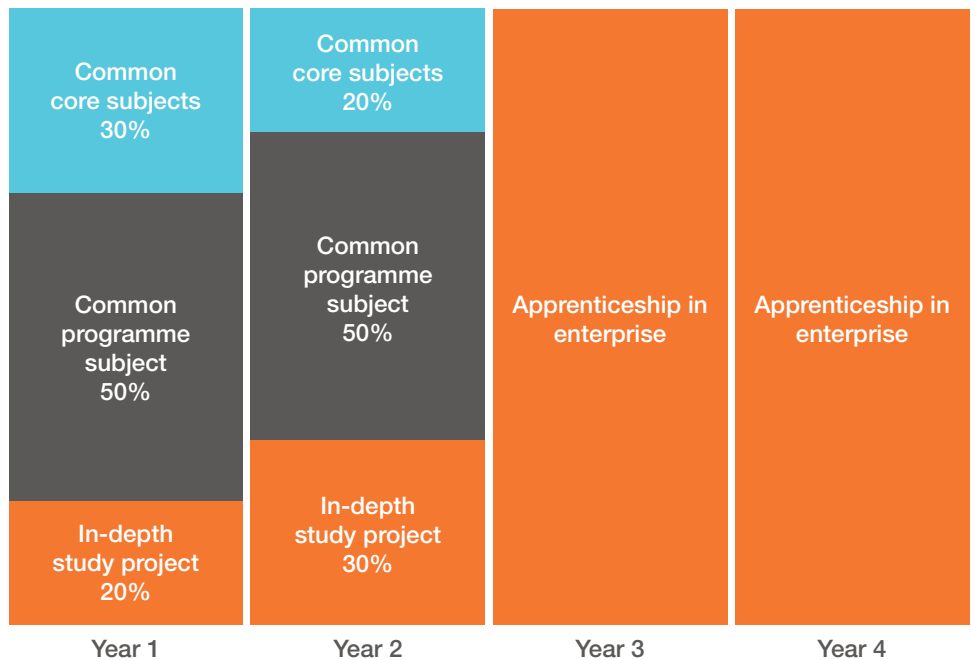 Common
core subjects
30%
Common
programme
subject
50%
In-depth
study project
20%
Year 1
Common
core subjects
20%
Common
programme
subject
50%
In-depth
study project
30%
Year 2
Apprenticeship in
enterprise
Year 3
Apprenticeship in
enterprise
Year 4